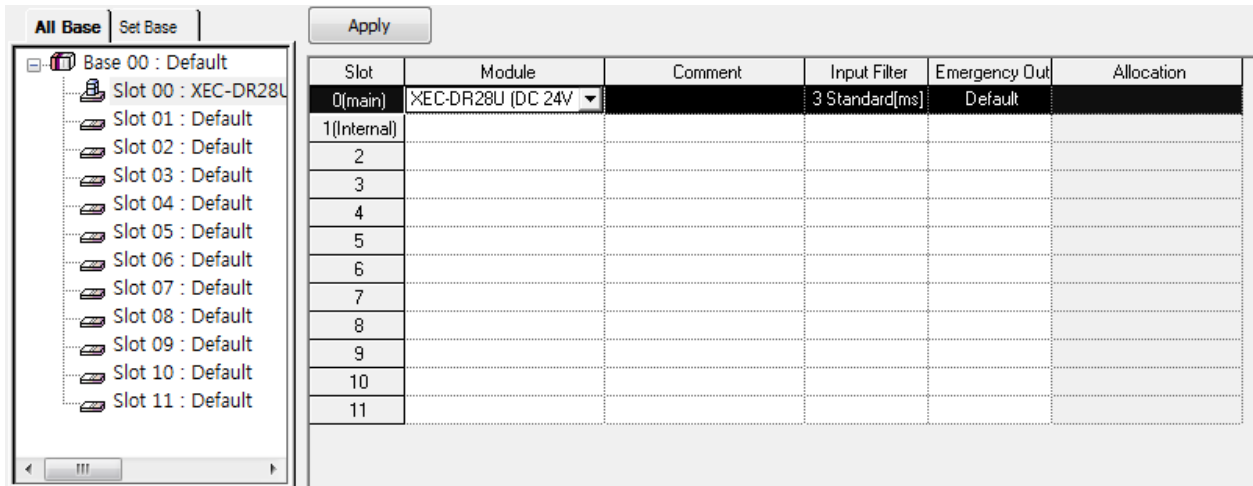 All Base Set Base
Apply
Base 00 : Default
Slot 00 : XEC-DR28U
Slot 01 : Default
Slot 02 : Default
Slot 03 : Default
Slot 04 : Default
Slot 05 : Default
Slot 06 : Default
Slot 07 : Default
Slot 08 : Default
Slot 09 : Default
Slot 10 : Default
Slot 11 : Default
Slot Module Comment Input Filter Emergency Out Allocation
0(main) XEC-DR28U (DC 24V 3 Standard[ms] Default
1(Internal)
2
3
4
5
6
7
8
9
10
11